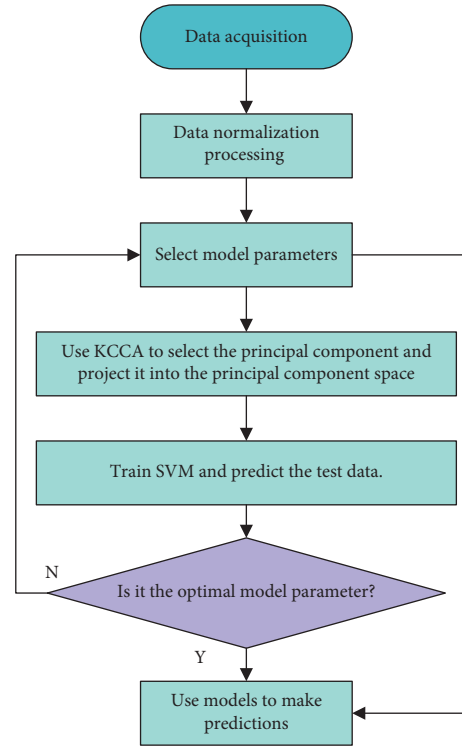 Data acquisition
Data normalization
processing
Select model parameters
Use KCCA to select the principal component and
project it into the principal component space
Train SVM and predict the test data.
Is it the optimal model parameter?
N
Y
Use models to make
predictions